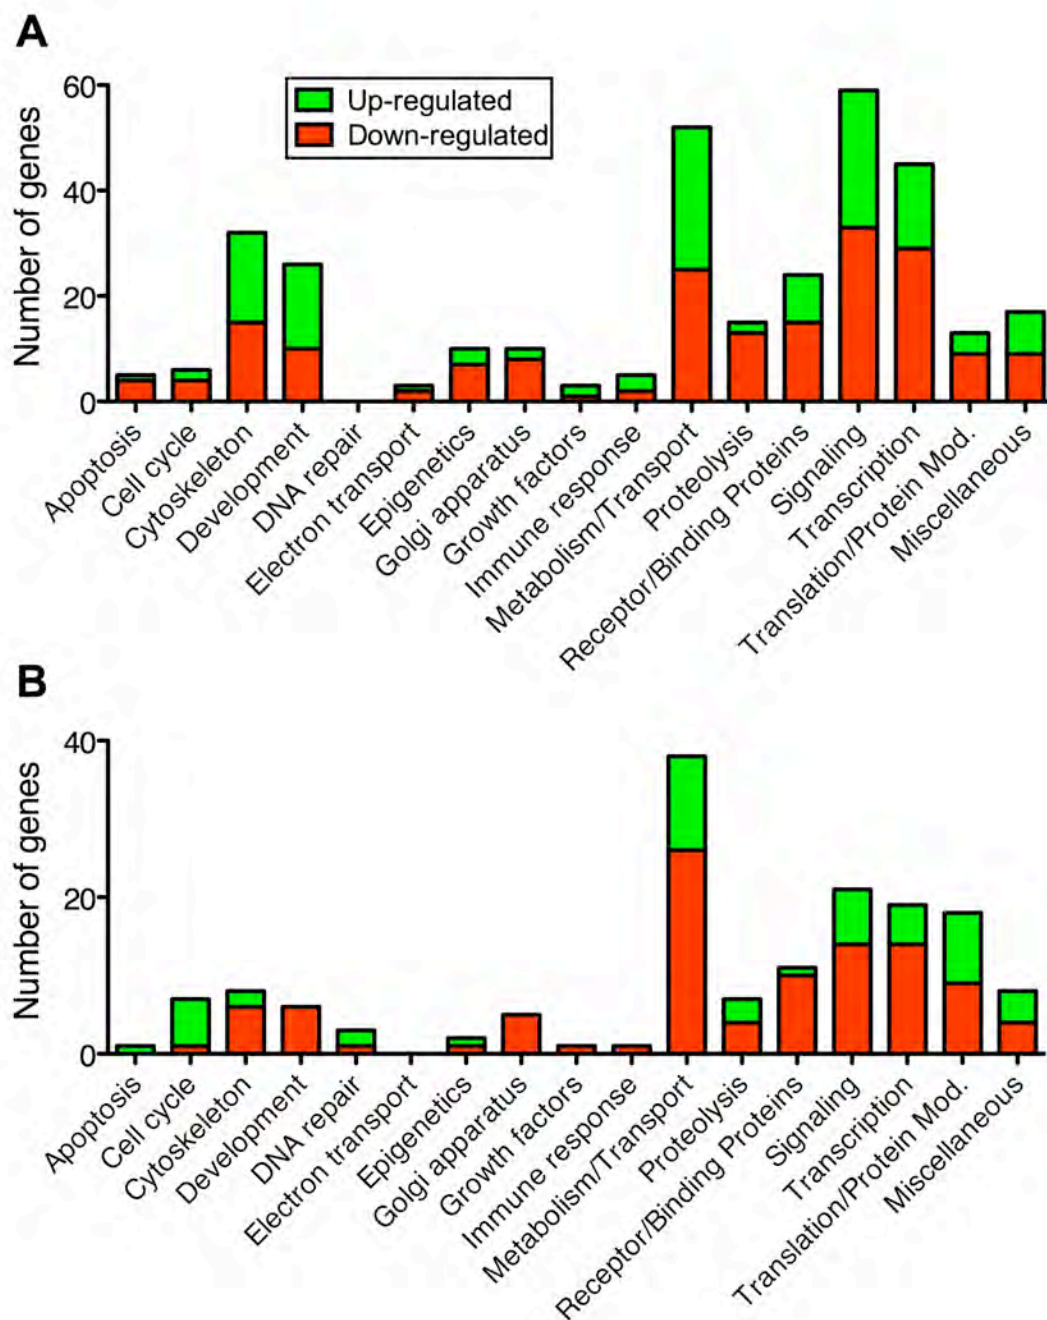 A
Number of genes
60
40
20
0
Up-regulated
Down-regulated
Apoptosis
Cell cycle
Cytoskeleton
Development
DNA repair
Electron transport
Epigenetics
Golgi apparatus
Growth factors
Immune response
Metabolism/Transport
Proteolysis
Receptor/Binding Proteins
Signaling
Transcription
Translation/Protein Mod.
Miscellaneous
B
Number of genes
40
20
0
Apoptosis
Cell cycle
Cytoskeleton
Development
DNA repair
Electron transport
Epigenetics
Golgi apparatus
Growth factors
Immune response
Metabolism/Transport
Proteolysis
Receptor/Binding Proteins
Signaling
Transcription
Translation/Protein Mod.
Miscellaneous